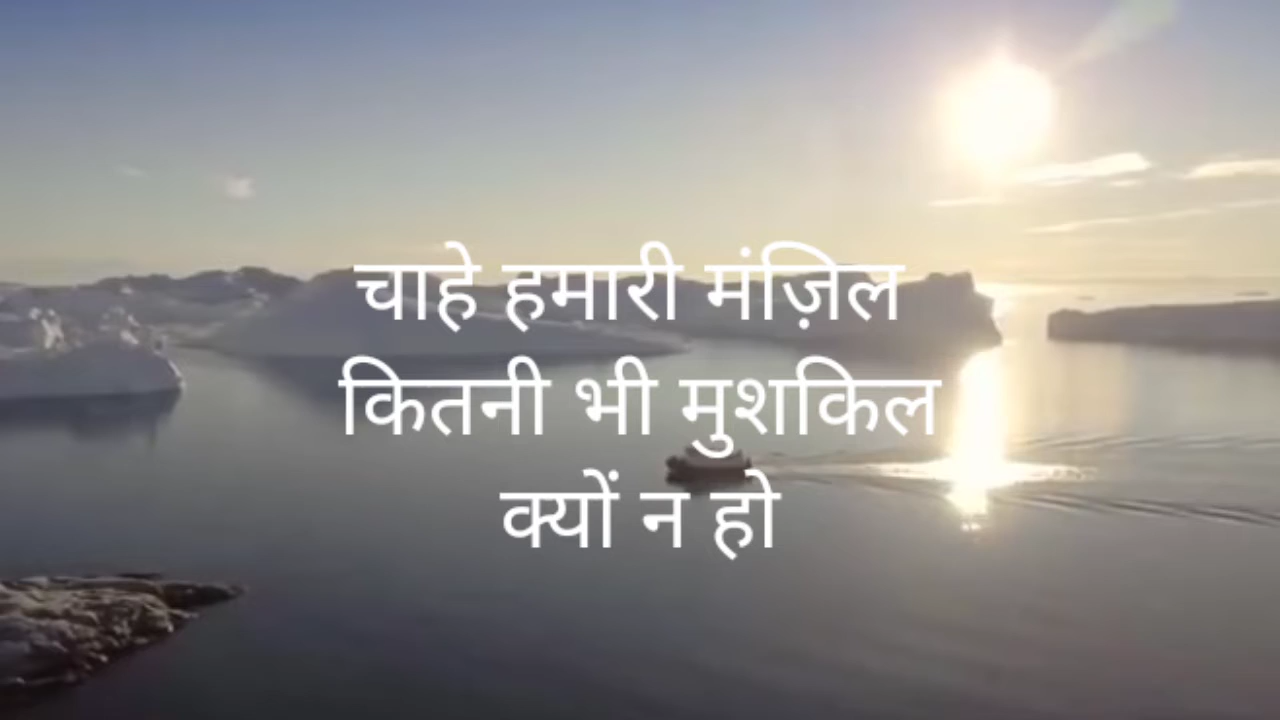 चाहे हमारी मंज़िल
कितनी भी मुशकिल
क्यों न हो